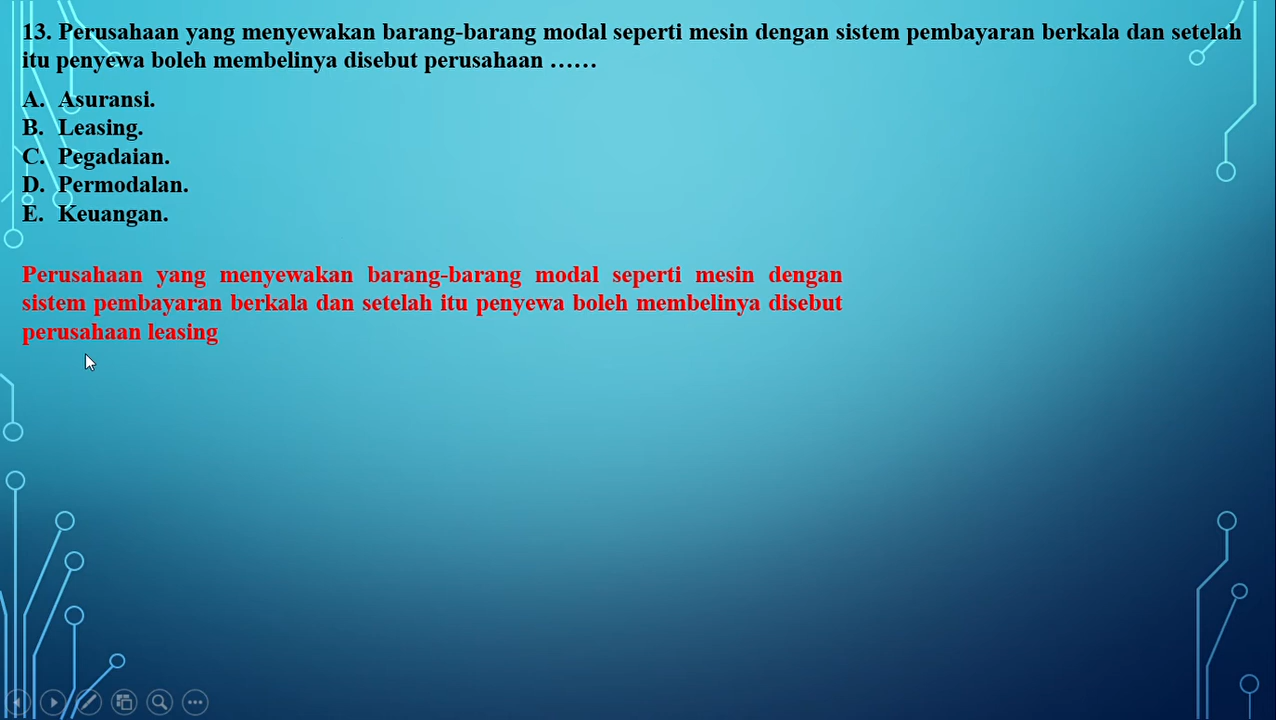 13. Perusahaan yang menyewakan barang-barang modal seperti mesin dengan sistem pembayaran berkala dan setelah
itu penyewa boleh membelinya disebut perusahaan ……
A. Asuransi.
B. Leasing.
C. Pegadaian.
D. Permodalan.
E. Keuangan.
Perusahaan yang menyewakan barang-barang modal seperti mesin dengan
sistem pembayaran berkala dan setelah itu penyewa boleh membelinya disebut
perusahaan leasing